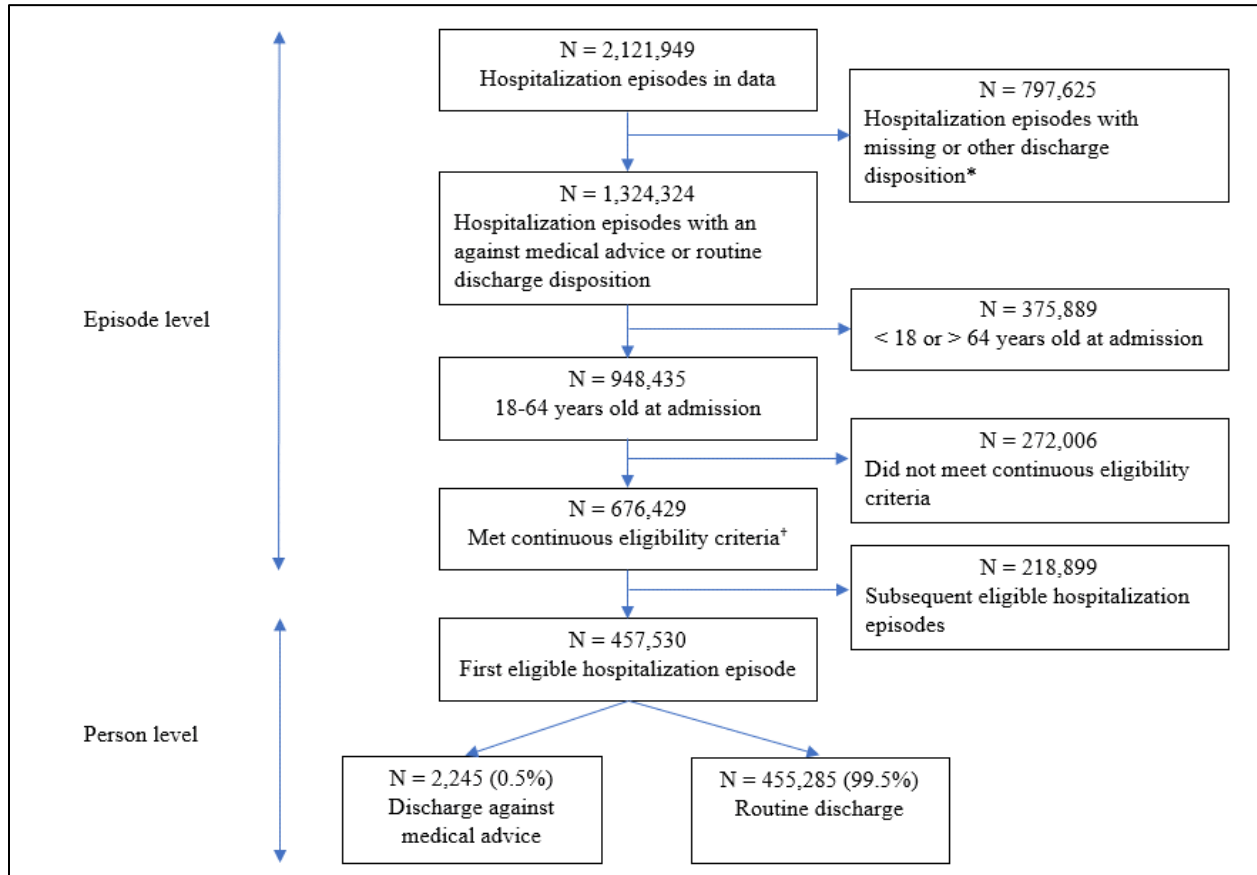 N = 2,121,949
Hospitalization episodes in data
N = 797,625
Hospitalization episodes with
missing or other discharge
disposition*
N = 1,324,324
Hospitalization episodes with an
against medical advice or routine
discharge disposition
Episode level
N = 375,889
< 18 or > 64 years old at admission
N = 948,435
18-64 years old at admission
N = 272,006
Did not meet continuous eligibility
criteria
N = 676,429
Met continuous eligibility criteria†
N = 218,899
Subsequent eligible hospitalization
episodes
N = 457,530
First eligible hospitalization episode
Person level
N = 2,245 (0.5%)
Discharge against
medical advice
N = 455,285 (99.5%)
Routine discharge